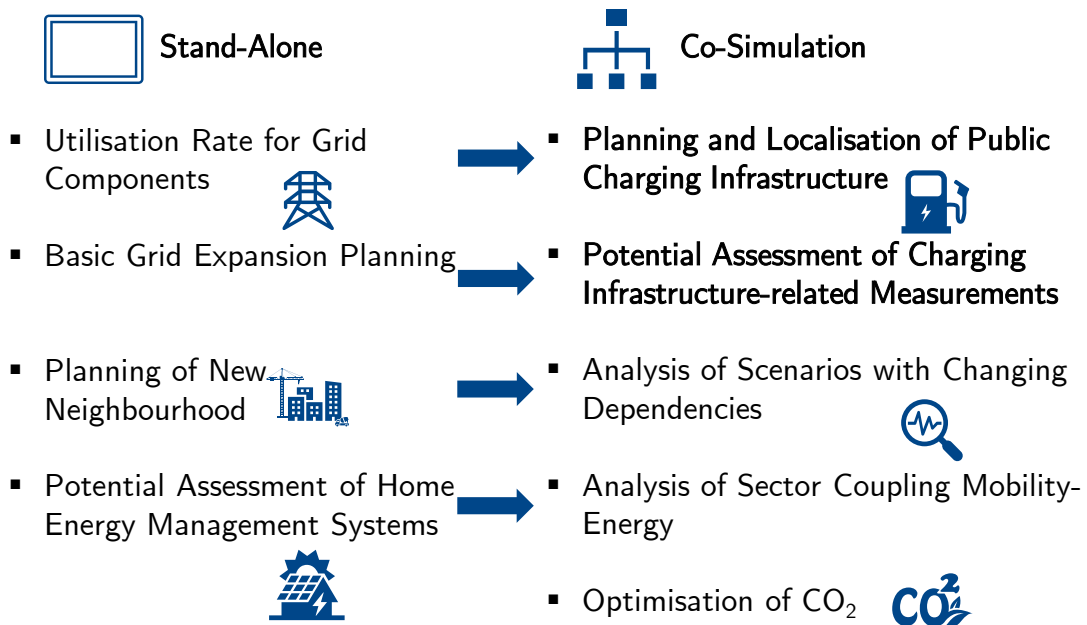 Stand-Alone
Co-Simulation
▪ Utilisation Rate for Grid
Components
▪ Basic Grid Expansion Planning
▪ Planning of New
Neighbourhood
▪ Potential Assessment of Home
Energy Management Systems
▪ Planning and Localisation of Public
Charging Infrastructure
▪ Potential Assessment of Charging
Infrastructure-related Measurements
▪ Analysis of Scenarios with Changing
Dependencies
▪ Analysis of Sector Coupling Mobility-
Energy
▪ Optimisation of CO₂
CO²